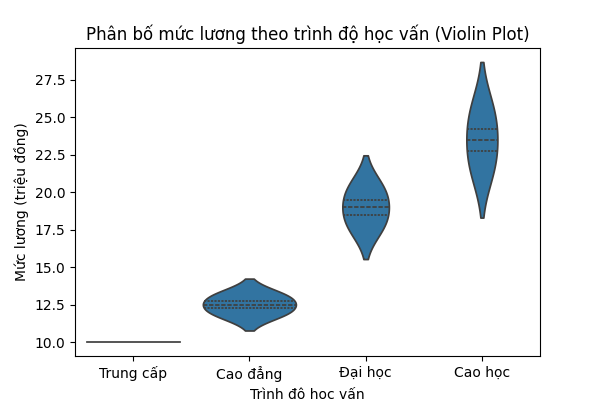 Phân bố mức lương theo trình độ học vấn (Violin Plot)
Mức lương (triệu đồng)
27.5
25.0
22.5
20.0
17.5
15.0
12.5
10.0
Trung cấp Cao đẳng Đại học Cao học
Trình độ học vấn